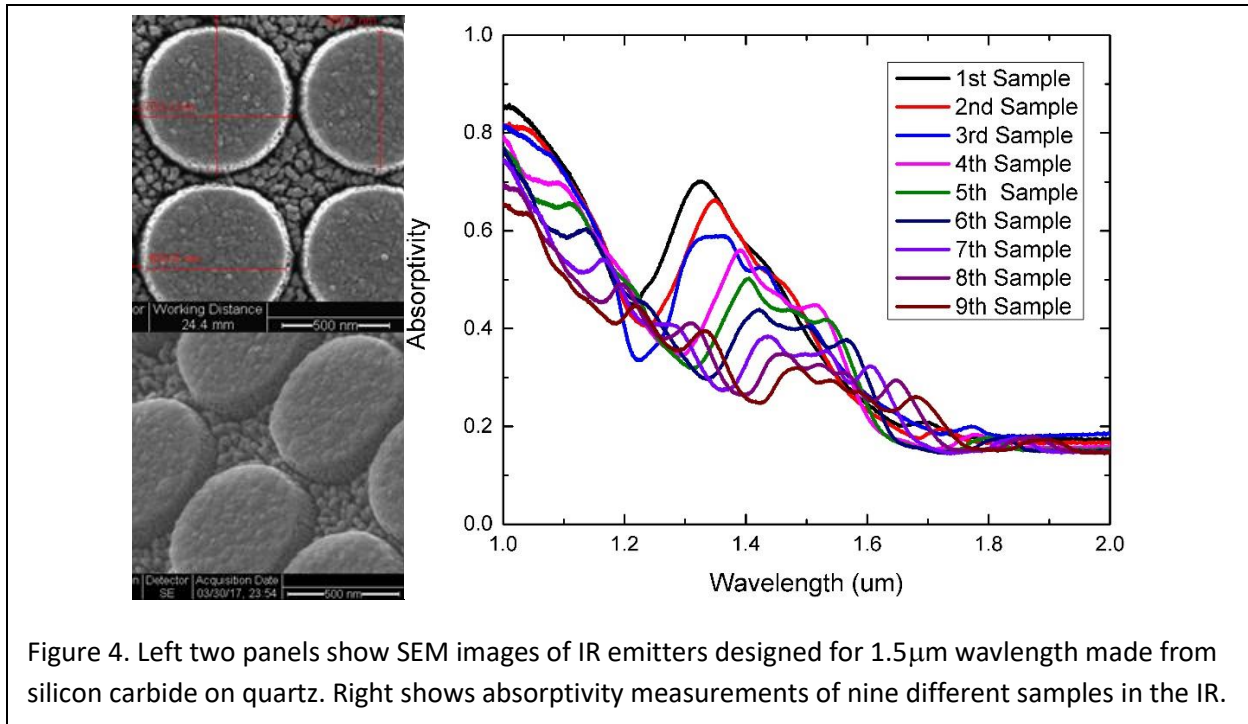 or Working Distance
24.4 mm
500 nm
n Detector Acquisition Date
SE 03/30/17, 23:54
500 nm
1.0
0.8
0.6
0.4
0.2
0.0
Absorptivity
1st Sample
2nd Sample
3rd Sample
4th Sample
5th Sample
6th Sample
7th Sample
8th Sample
9th Sample
1.0 1.2 1.4 1.6 1.8 2.0
Wavelength (um)
Figure 4. Left two panels show SEM images of IR emitters designed for 1.5μm wavlength made from
silicon carbide on quartz. Right shows absorptivity measurements of nine different samples in the IR.